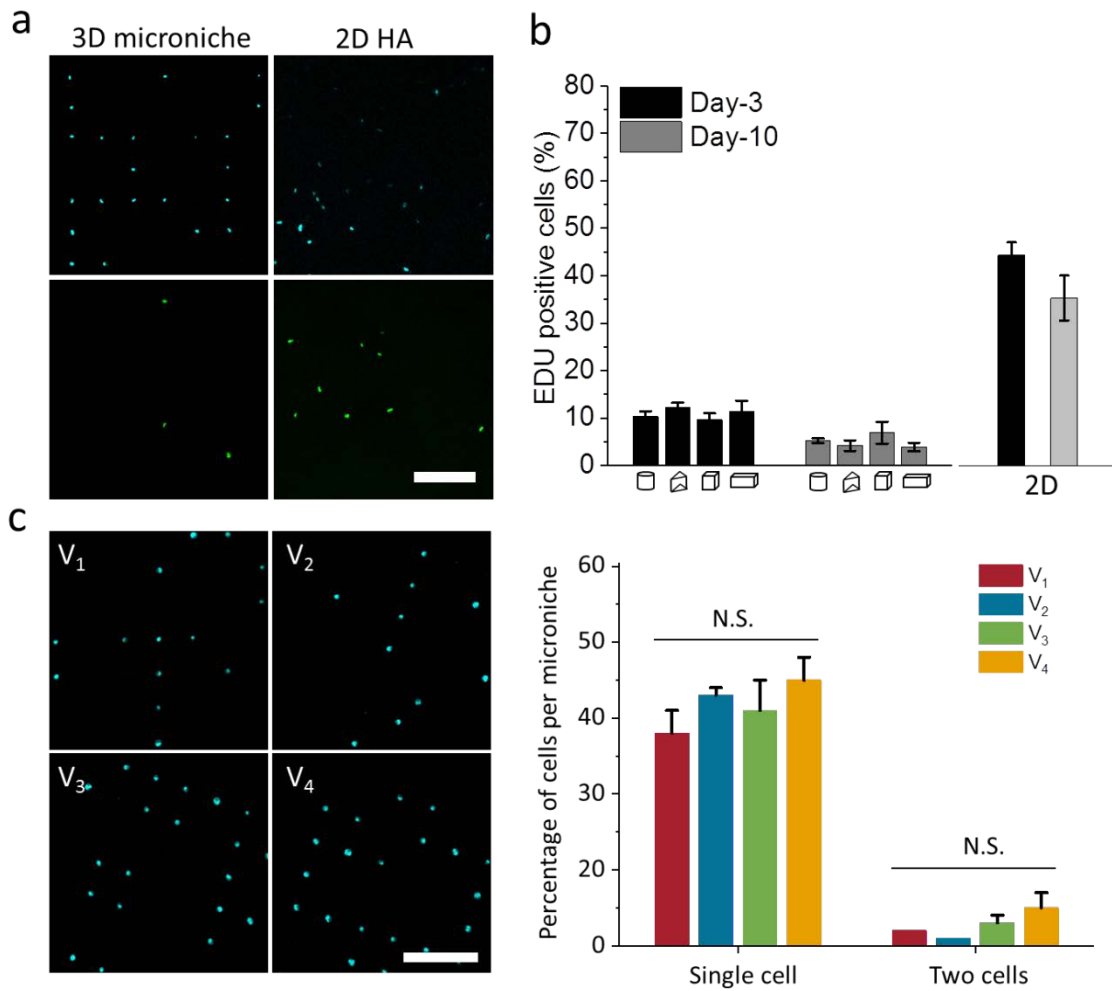 a
3D microniche
2D HA
b
EDU positive cells (%)
80
70
60
50
40
30
20
10
0
Day-3
Day-10
2D
c
V1
V2
V3
V4
Percentage of cells per microniche
60
50
40
20
0
N.S.
N.S.
V1
V2
V3
V4
Single cell
Two cells